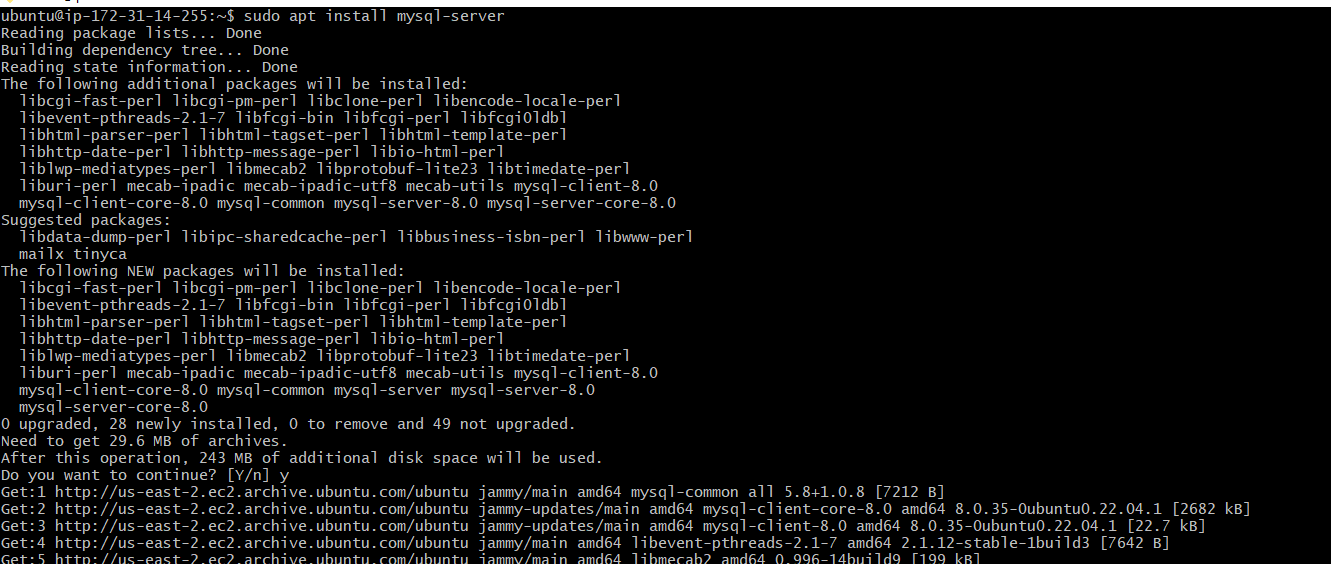 ubuntu@ip-172-31-14-255:~$ sudo apt install mysql-server
Reading package lists... Done
Building dependency tree... Done
Reading state information... Done
The following additional packages will be installed:
  libcgi-fast-perl libcgi-pm-perl libclone-perl libencode-locale-perl
  libevent-pthreads-2.1-7 libfcgi-bin libfcgi-perl libfcgi0ldbl
  libhtml-parser-perl libhtml-tagset-perl libhtml-template-perl
  libhttp-date-perl libhttp-message-perl libio-html-perl
  liblwp-mediatypes-perl libmecab2 libprotobuf-lite23 libtimedate-perl
  liburi-perl mecab-ipadic mecab-ipadic-utf8 mecab-utils mysql-client-8.0
  mysql-client-core-8.0 mysql-common mysql-server-8.0 mysql-server-core-8.0
Suggested packages:
  libdata-dump-perl libipc-sharedcache-perl libbusiness-isbn-perl libwww-perl
  mailx tinyca
The following NEW packages will be installed:
  libcgi-fast-perl libcgi-pm-perl libclone-perl libencode-locale-perl
  libevent-pthreads-2.1-7 libfcgi-bin libfcgi-perl libfcgi0ldbl
  libhtml-parser-perl libhtml-tagset-perl libhtml-template-perl
  libhttp-date-perl libhttp-message-perl libio-html-perl
  liblwp-mediatypes-perl libmecab2 libprotobuf-lite23 libtimedate-perl
  liburi-perl mecab-ipadic mecab-ipadic-utf8 mecab-utils mysql-client-8.0
  mysql-client-core-8.0 mysql-common mysql-server mysql-server-8.0
  mysql-server-core-8.0
0 upgraded, 28 newly installed, 0 to remove and 49 not upgraded.
Need to get 29.6 MB of archives.
After this operation, 243 MB of additional disk space will be used.
Do you want to continue? [Y/n] y
Get:1 http://us-east-2.ec2.archive.ubuntu.com/ubuntu jammy/main amd64 mysql-common all 5.8+1.0.8 [7212 B]
Get:2 http://us-east-2.ec2.archive.ubuntu.com/ubuntu jammy-updates/main amd64 mysql-client-core-8.0 amd64 8.0.35-0ubuntu0.22.04.1 [2682 kB]
Get:3 http://us-east-2.ec2.archive.ubuntu.com/ubuntu jammy-updates/main amd64 mysql-client-8.0 amd64 8.0.35-0ubuntu0.22.04.1 [22.7 kB]
Get:4 http://us-east-2.ec2.archive.ubuntu.com/ubuntu jammy/main amd64 libevent-pthreads-2.1-7 amd64 2.1.12-stable-1build3 [7642 B]
Get:5 http://us-east-2.ec2.archive.ubuntu.com/ubuntu jammy/main amd64 libmecab2 amd64 0.996-14build9 [199 kB]